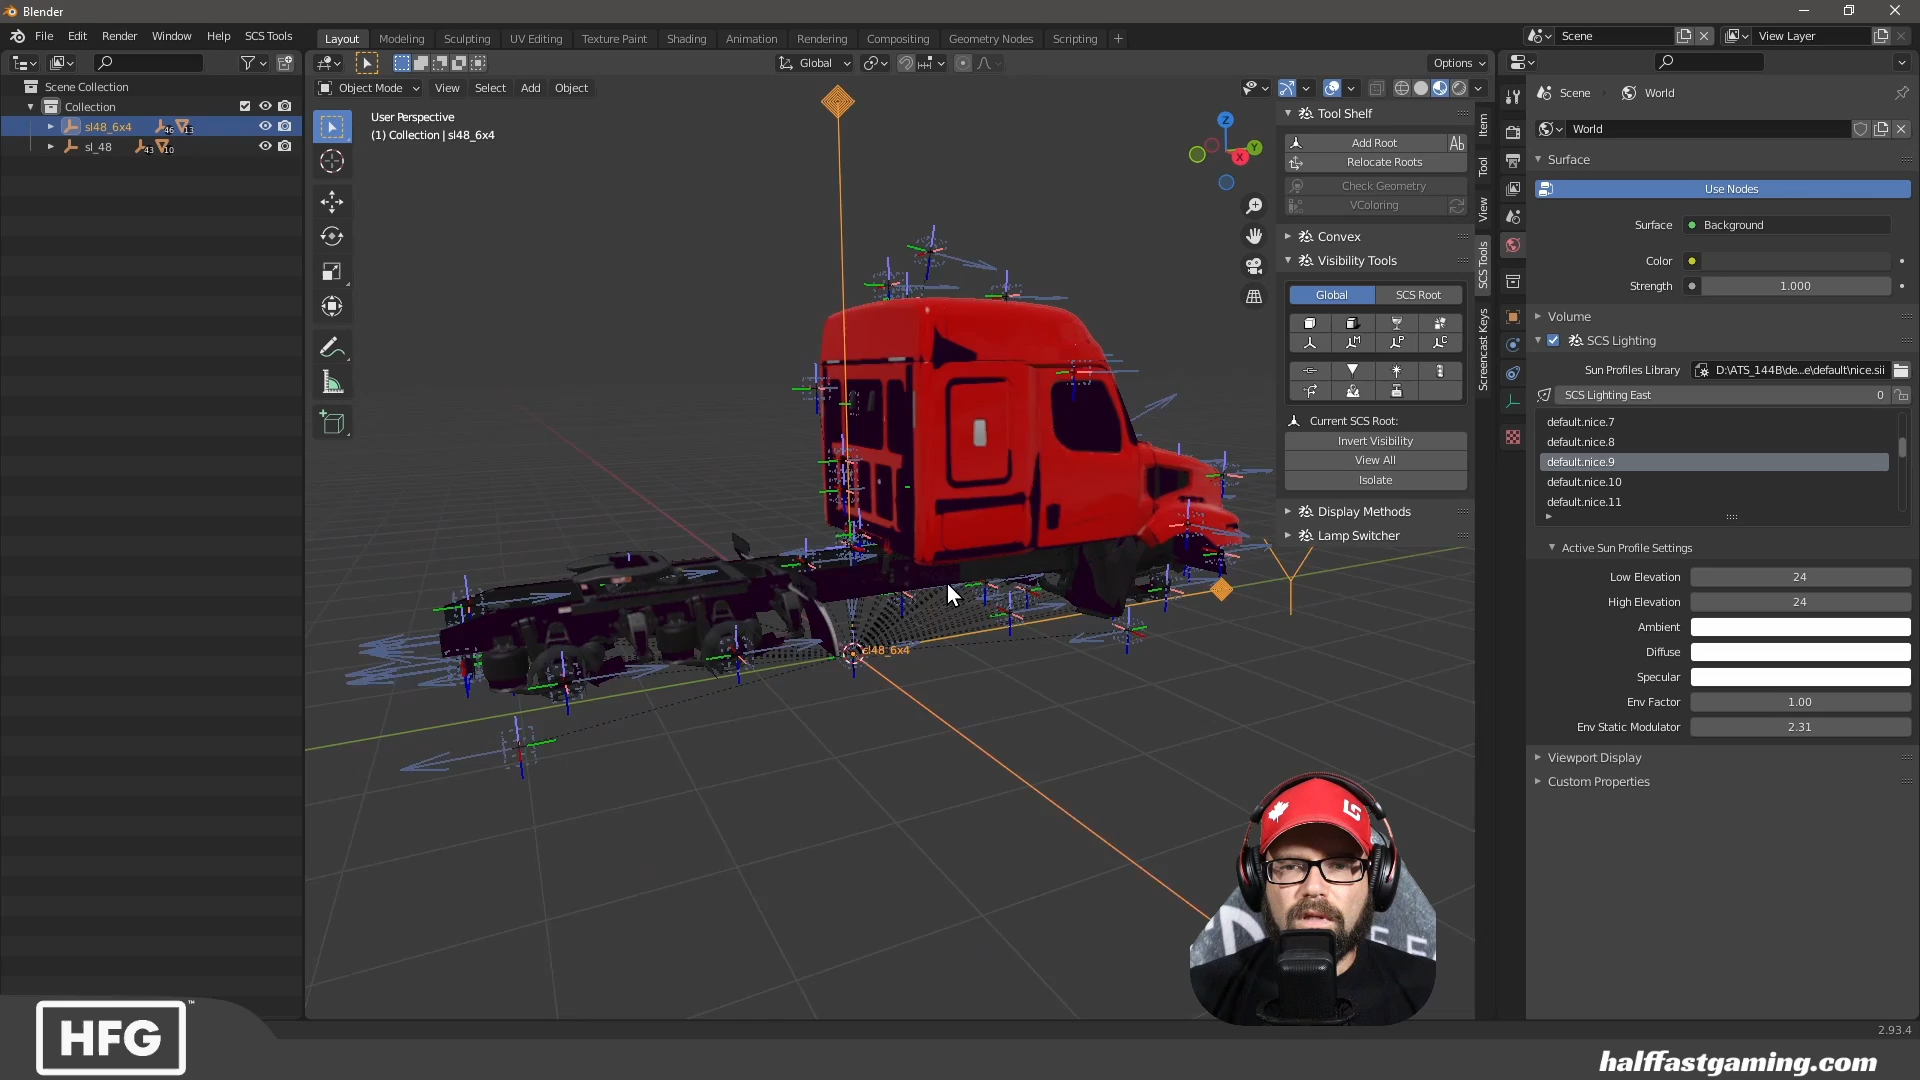 Blender
File Edit Render Window Help SCS Tools
Layout Modeling Sculpting UV Editing Texture Paint Shading Animation Rendering Compositing Geometry Nodes Scripting +
Scene
View Layer
Global
Options
Scene Collection
Collection
sl48_6x4 46 13
sl_48 43 10
Object Mode View Select Add Object
User Perspective
(1) Collection | sl48_6x4
Z
Y
X
sl48_6x4
Tool Shelf
Add Root
Relocate Roots
Check Geometry
VColoring
Convex
Visibility Tools
Global SCS Root
Current SCS Root:
Invert Visibility
View All
Isolate
Display Methods
Lamp Switcher
Item
Tool
View
SCS Tools
Screencast Keys
Scene World
World
Surface
Use Nodes
Surface Background
Color
Strength 1.000
Volume
SCS Lighting
Sun Profiles Library D:\ATS_144B\de...e\default\nice.sii
SCS Lighting East 0
default.nice.7
default.nice.8
default.nice.9
default.nice.10
default.nice.11
Active Sun Profile Settings
Low Elevation 24
High Elevation 24
Ambient
Diffuse
Specular
Env Factor 1.00
Env Static Modulator 2.31
Viewport Display
Custom Properties
2.93.4
HFG™
halffastgaming.com